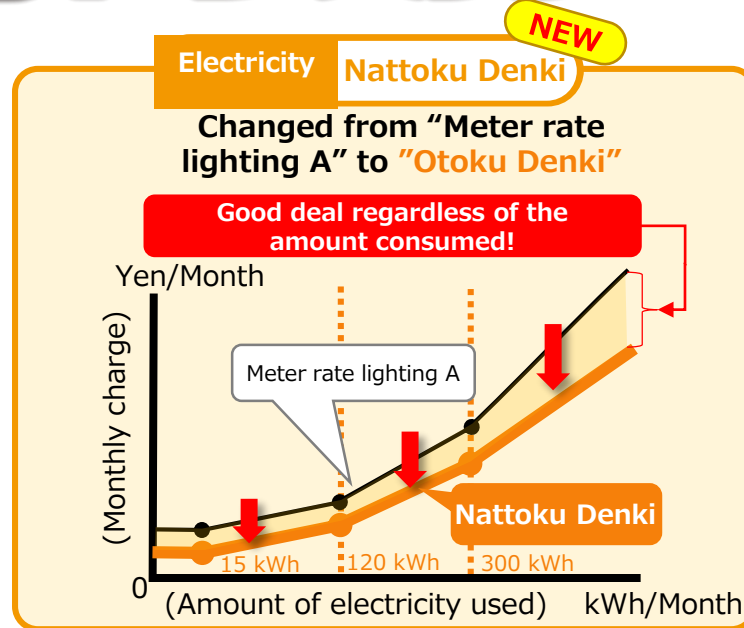 NEW
Electricity
Nattoku Denki
Changed from “Meter rate
lighting A” to ”Otoku Denki”
Good deal regardless of the
amount consumed!
Yen/Month
(Monthly charge)
Meter rate lighting A
Nattoku Denki
15 kWh
120 kWh
300 kWh
0
(Amount of electricity used)
kWh/Month